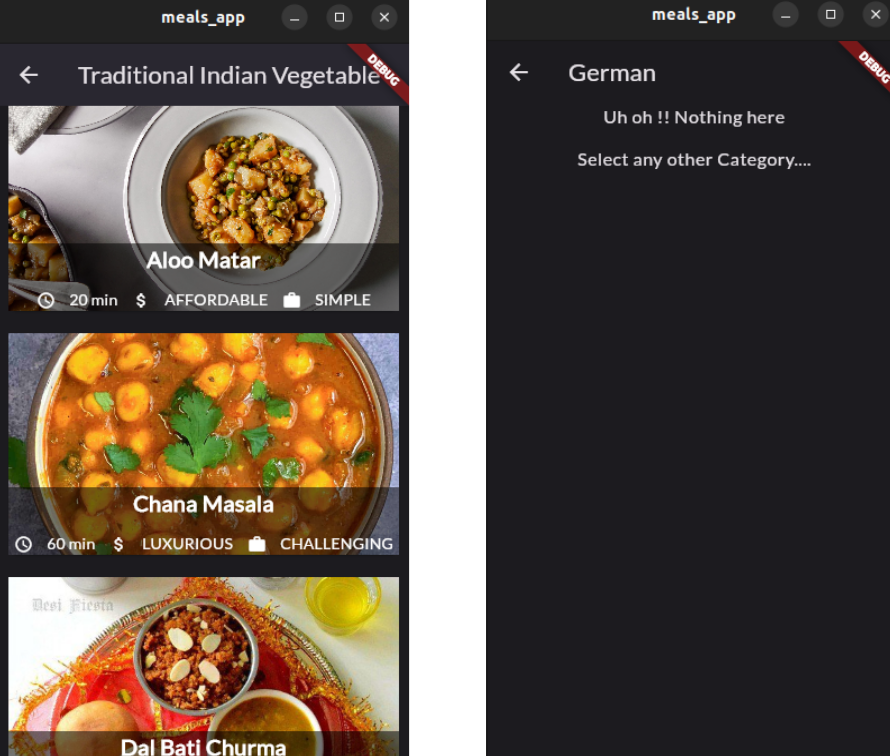 meals_app
Traditional Indian Vegetable
DEBUG
Aloo Matar
20 min $ AFFORDABLE SIMPLE
Chana Masala
60 min $ LUXURIOUS CHALLENGING
Desi Fiesta
Dal Bati Churma
meals_app
German
DEBUG
Uh oh !! Nothing here
Select any other Category....